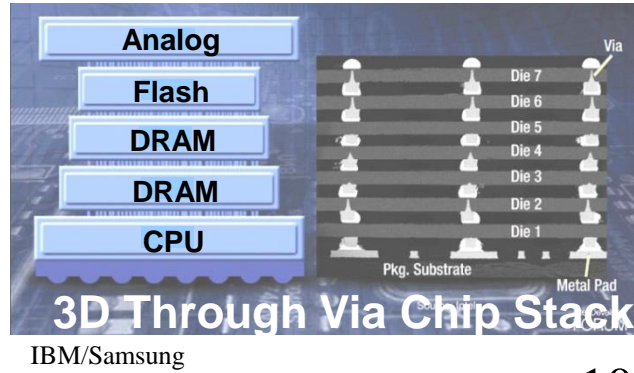 Analog
Flash
DRAM
DRAM
CPU
Via
Die 7
Die 6
Die 5
Die 4
Die 3
Die 2
Die 1
Pkg. Substrate
Metal Pad
3D Through Via Chip Stack
FORUM
IBM/Samsung